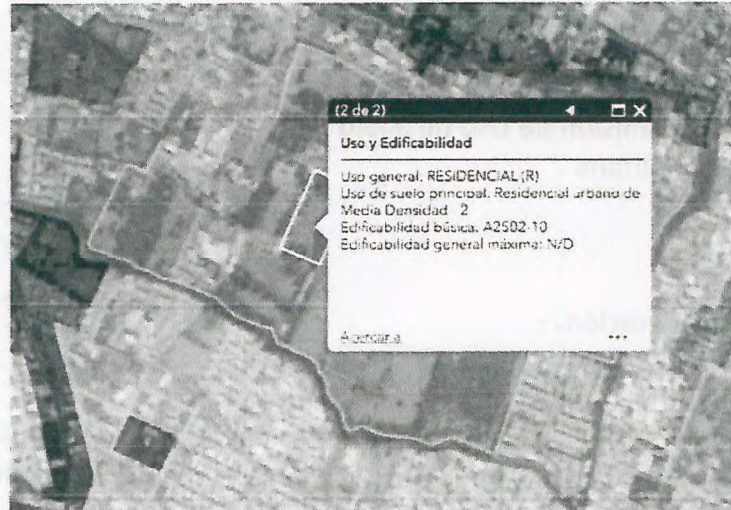 (2 de 2)
Uso y Edificabilidad
Uso general: RESIDENCIAL (R)
Uso de suelo principal: Residencial urbano de
Media Densidad - 2
Edificabilidad básica: A2502-10
Edificabilidad general máxima: N/D
Acercar a